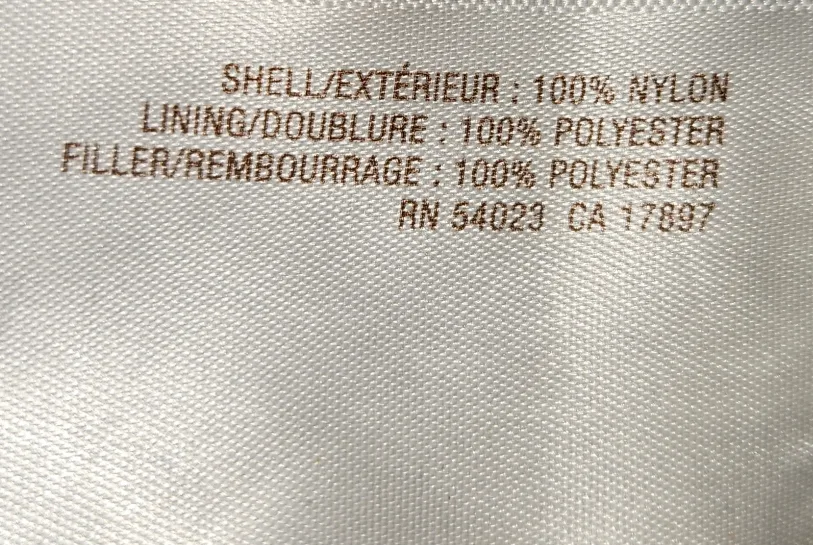 SHELL/EXTÉRIEUR : 100% NYLON
LINING/DOUBLURE : 100% POLYESTER
FILLER/REMBOURRAGE : 100% POLYESTER
RN 54023 CA 17897